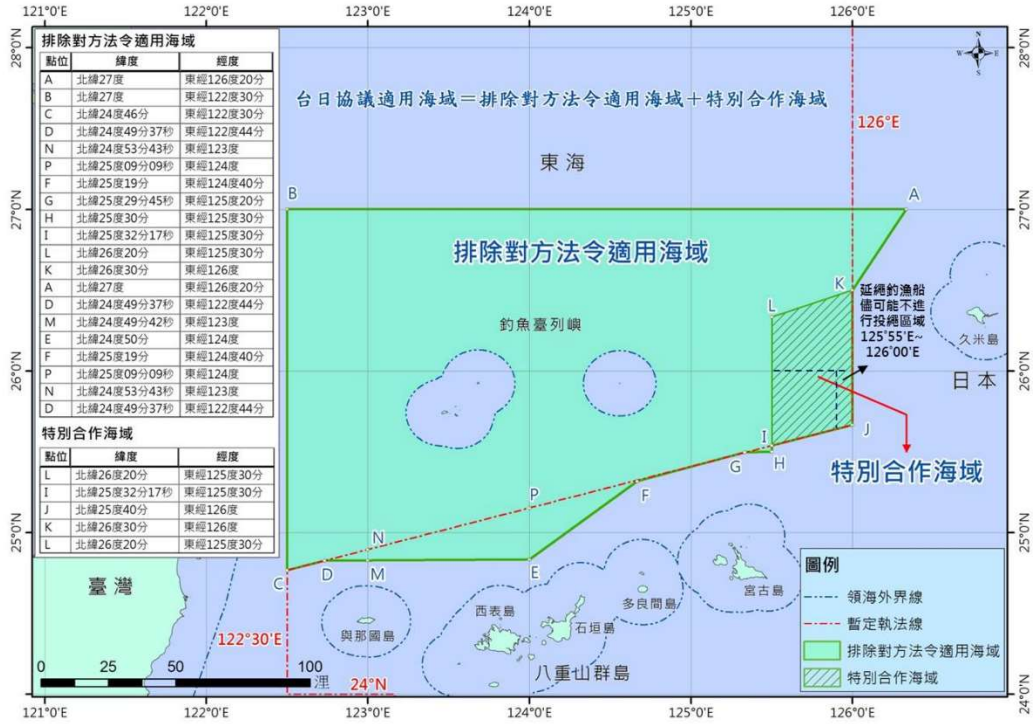 121°0'E 122°0'E 123°0'E 124°0'E 125°0'E 126°0'E
28°0'N
27°0'N
26°0'N
25°0'N
排除對方法令適用海域
點位 緯度 經度
A 北緯27度 東經126度20分
B 北緯27度 東經122度30分
C 北緯24度46分 東經122度30分
D 北緯24度49分37秒 東經122度44分
N 北緯24度53分43秒 東經123度
P 北緯25度09分09秒 東經124度
F 北緯25度19分 東經124度40分
G 北緯25度29分45秒 東經125度20分
H 北緯25度30分 東經125度30分
I 北緯25度32分17秒 東經125度30分
L 北緯26度20分 東經125度30分
K 北緯26度30分 東經126度
A 北緯27度 東經126度20分
D 北緯24度49分37秒 東經122度44分
M 北緯24度49分42秒 東經123度
E 北緯24度50分 東經124度
F 北緯25度19分 東經124度40分
P 北緯25度09分09秒 東經124度
N 北緯24度53分43秒 東經123度
D 北緯24度49分37秒 東經122度44分
特別合作海域
點位 緯度 經度
L 北緯26度20分 東經125度30分
I 北緯25度32分17秒 東經125度30分
J 北緯25度40分 東經126度
K 北緯26度30分 東經126度
L 北緯26度20分 東經125度30分
台日協議適用海域＝排除對方法令適用海域＋特別合作海域
N
W E
S
126°E
東海
B
A
排除對方法令適用海域
K
L
延繩釣漁船
儘可能不進
行投繩區域
125°55'E~
126°00'E
釣魚臺列嶼
久米島
日本
J
I
G
H
特別合作海域
F
P
N
C
D
M
E
臺灣
與那國島
西表島
石垣島
多良間島
宮古島
八重山群島
122°30'E
24°N
0 25 50 100
浬
圖例
領海外界線
暫定執法線
排除對方法令適用海域
特別合作海域
28°0'N
27°0'N
26°0'N
25°0'N
24°0'N
121°0'E 122°0'E 123°0'E 124°0'E 125°0'E 126°0'E